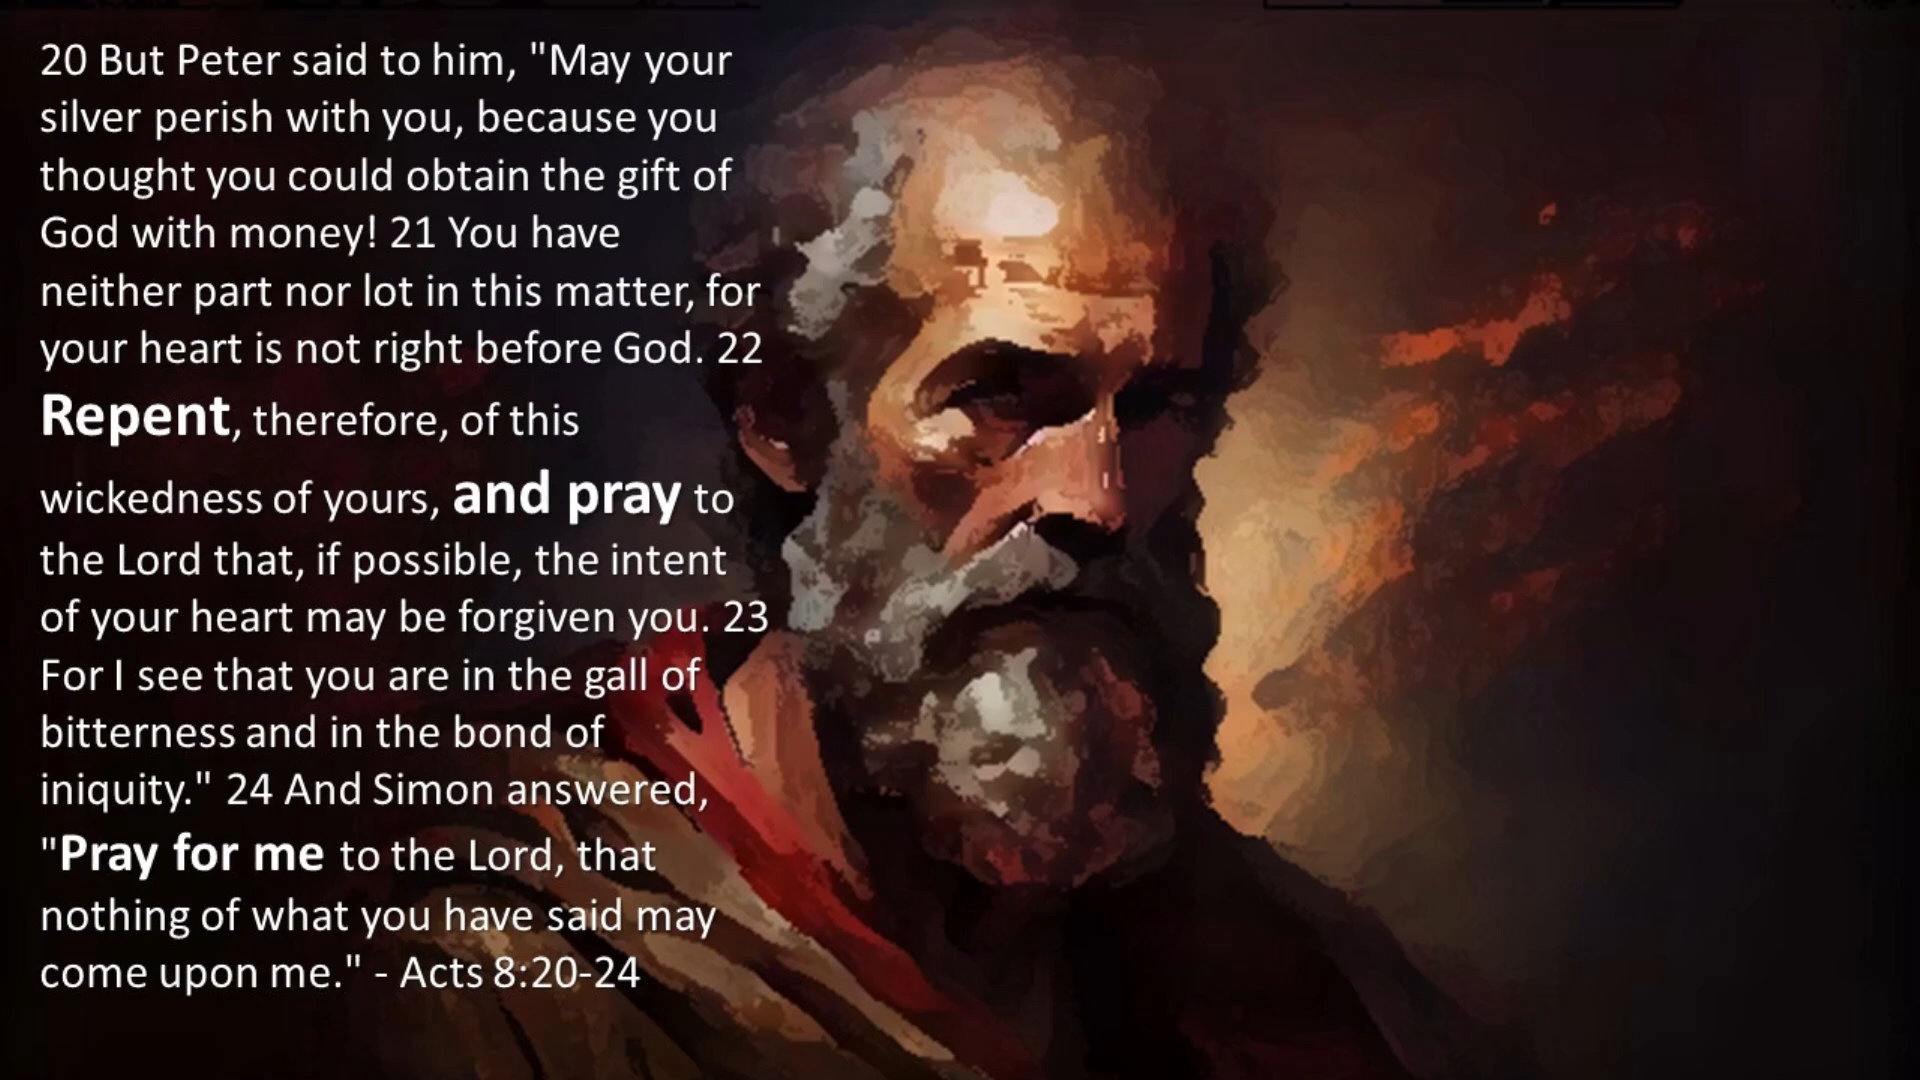 20 But Peter said to him, "May your
silver perish with you, because you
thought you could obtain the gift of
God with money! 21 You have
neither part nor lot in this matter, for
your heart is not right before God. 22
Repent, therefore, of this
wickedness of yours, and pray to
the Lord that, if possible, the intent
of your heart may be forgiven you. 23
For I see that you are in the gall of
bitterness and in the bond of
iniquity." 24 And Simon answered,
"Pray for me to the Lord, that
nothing of what you have said may
come upon me." - Acts 8:20-24